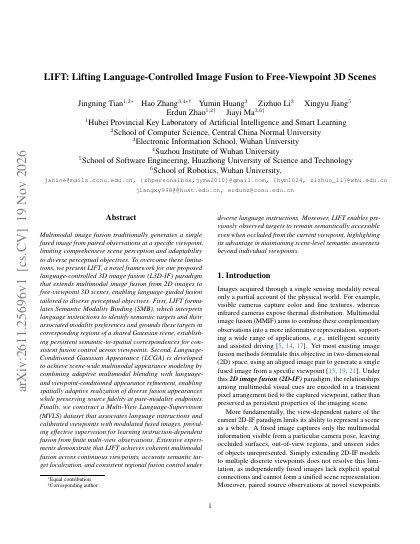 LIFT: Lifting Language-Controlled Image Fusion to Free-Viewpoint 3D Scenes
Jingning Tian1,2* Hao Zhang3,4*† Yumin Huang3 Zizhuo Li3 Xingyu Jiang5
Erdun Zhao1,2† Jiayi Ma3,6†
1Hubei Provincial Key Laboratory of Artificial Intelligence and Smart Learning
2School of Computer Science, Central China Normal University
3Electronic Information School, Wuhan University
4Suzhou Institute of Wuhan University
5School of Software Engineering, Huazhong University of Science and Technology
6School of Robotics, Wuhan University,
arXiv:2611.25696v1 [cs.CV] 19 Nov 2026
Abstract
Multimodal image fusion traditionally generates a single
fused image from paired observations at a specific viewpoint,
limiting comprehensive scene perception and adaptability
to diverse perceptual objectives. To overcome these limita-
tions, we present LIFT, a novel framework for our proposed
language-controlled 3D image fusion (L3D-IF) paradigm
that extends multimodal image fusion from 2D images to
free-viewpoint 3D scenes, enabling language-guided fusion
tailored to diverse perceptual objectives. First, LIFT formu-
lates Semantic Modality Binding (SMB), which interprets
language instructions to identify semantic targets and their
associated modality preferences and grounds these targets in
corresponding regions of a shared Gaussian scene, establish-
ing persistent semantic-to-spatial correspondences for con-
sistent fusion control across viewpoints. Second, Language-
Conditioned Gaussian Appearance (LCGA) is developed
to achieve scene-wide multimodal appearance modeling by
combining adaptive multimodal blending with language-
and viewpoint-conditioned appearance refinement, enabling
spatially adaptive realization of diverse fusion appearances
while preserving source fidelity at pure-modality endpoints.
Finally, we construct a Multi-View Language-Supervision
(MVLS) dataset that associates language instructions and
calibrated viewpoints with modulated fused images, provid-
ing effective supervision for learning instruction-dependent
fusion from finite multi-view observations. Extensive experi-
ments demonstrate that LIFT achieves coherent multimodal
fusion across continuous viewpoints, accurate semantic tar-
get localization, and consistent regional fusion control under
*Equal contribution
†Corresponding author
diverse language instructions. Moreover, LIFT enables pre-
viously observed targets to remain semantically accessible
even when occluded from the current viewpoint, highlight-
ing its advantage in maintaining scene-level semantic awareness
beyond individual viewpoints.
1. Introduction
Images acquired through a single sensing modality reveal
only a partial account of the physical world. For example,
visible cameras capture color and fine textures, whereas
infrared cameras expose thermal distributions. Multimodal
image fusion (MMIF) aims to combine these complementary
observations into a more informative representation, support-
ing a wide range of applications, e.g., intelligent security
and assisted driving [5, 14, 17]. Yet most existing image
fusion methods formulate this objective in two-dimensional
(2D) space, using an aligned image pair to generate a single
fused image from a specific viewpoint [15, 19, 21]. Under
this 2D image fusion (2D-IF) paradigm, the relationships
among multimodal visual cues are encoded in a transient
pixel arrangement tied to the captured viewpoint, rather than
preserved as persistent properties of the imaging scene.
More fundamentally, the view-dependent nature of the
current 2D-IF paradigm limits its ability to represent a scene
as a whole. A fused image captures only the multimodal
information visible from a particular camera pose, leaving
occluded surfaces, out-of-view regions, and unseen sides
of objects unrepresented. Simply extending 2D-IF models
to multiple discrete viewpoints does not resolve this limi-
tation, as independently fused images lack explicit spatial
connections and cannot form a unified scene representation.
Moreover, paired source observations at novel viewpoints
1